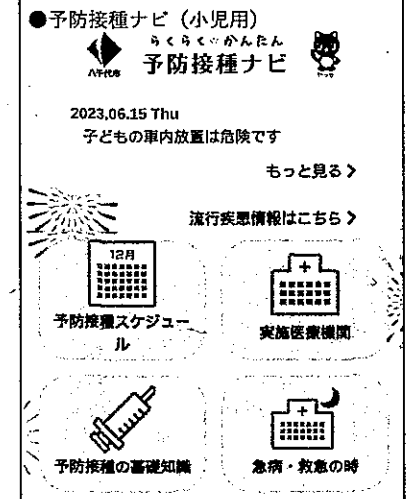 ●予防接種ナビ（小児用）
らくらく かんたん
予防接種ナビ
八千代市
やっち
2023,06.15 Thu
子どもの車内放置は危険です
もっと見る >
流行疾患情報はこちら >
12月
予防接種スケジュー
ル
実施医療機関
予防接種の基礎知識
急病・救急の時